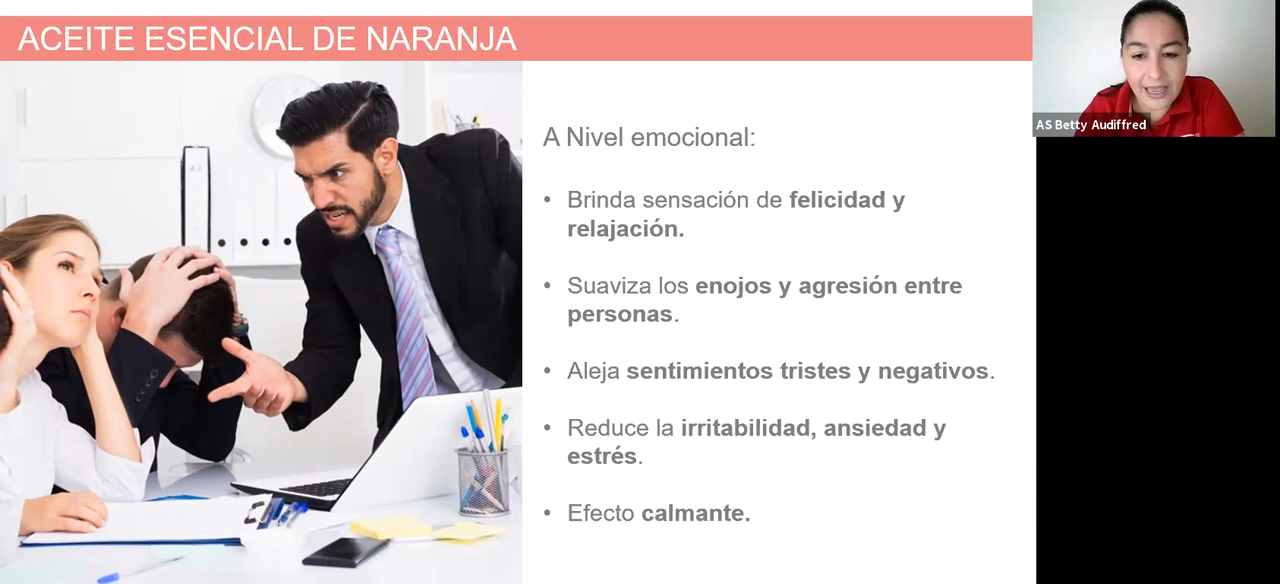 ACEITE ESENCIAL DE NARANJA
AS Betty Audiffred
A Nivel emocional:
• Brinda sensación de felicidad y
relajación.
• Suaviza los enojos y agresión entre
personas.
• Aleja sentimientos tristes y negativos.
• Reduce la irritabilidad, ansiedad y
estrés.
• Efecto calmante.